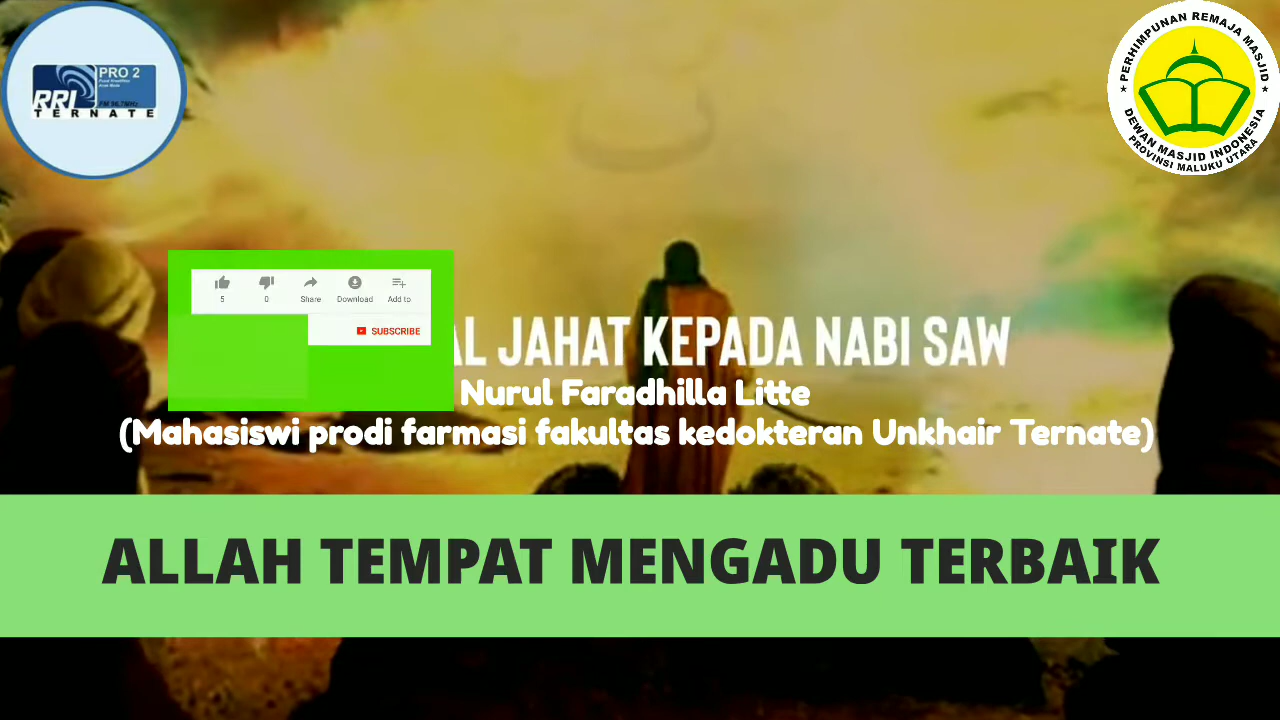 PRO 2
RRI
TERNATE
PERHIMPUNAN REMAJA MASJID
DEWAN MASJID INDONESIA
PROVINSI MALUKU UTARA
5
0
Share
Download
Add to
SUBSCRIBE
JAHAT KEPADA NABI SAW
Nurul Faradhilla Litte
(Mahasiswi prodi farmasi fakultas kedokteran Unkhair Ternate)
ALLAH TEMPAT MENGADU TERBAIK